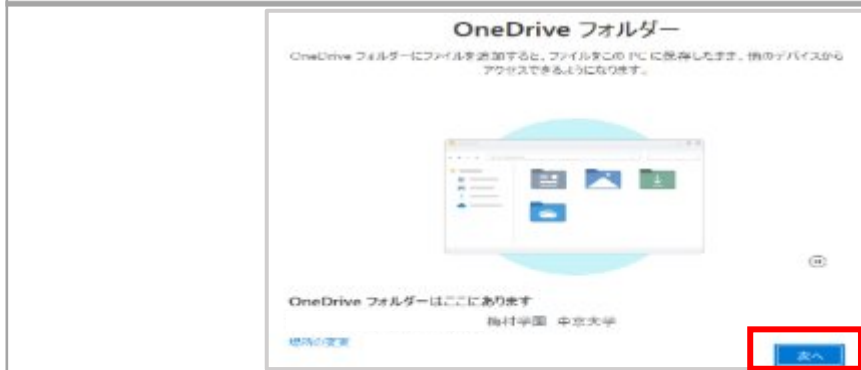 OneDrive フォルダー
OneDrive フォルダーにファイルを追加すると、ファイルをこの PC に保存したまま、他のデバイスから
アクセスできるようになります。
OneDrive フォルダーはここにあります
梅村学園 中京大学
場所の変更
次へ